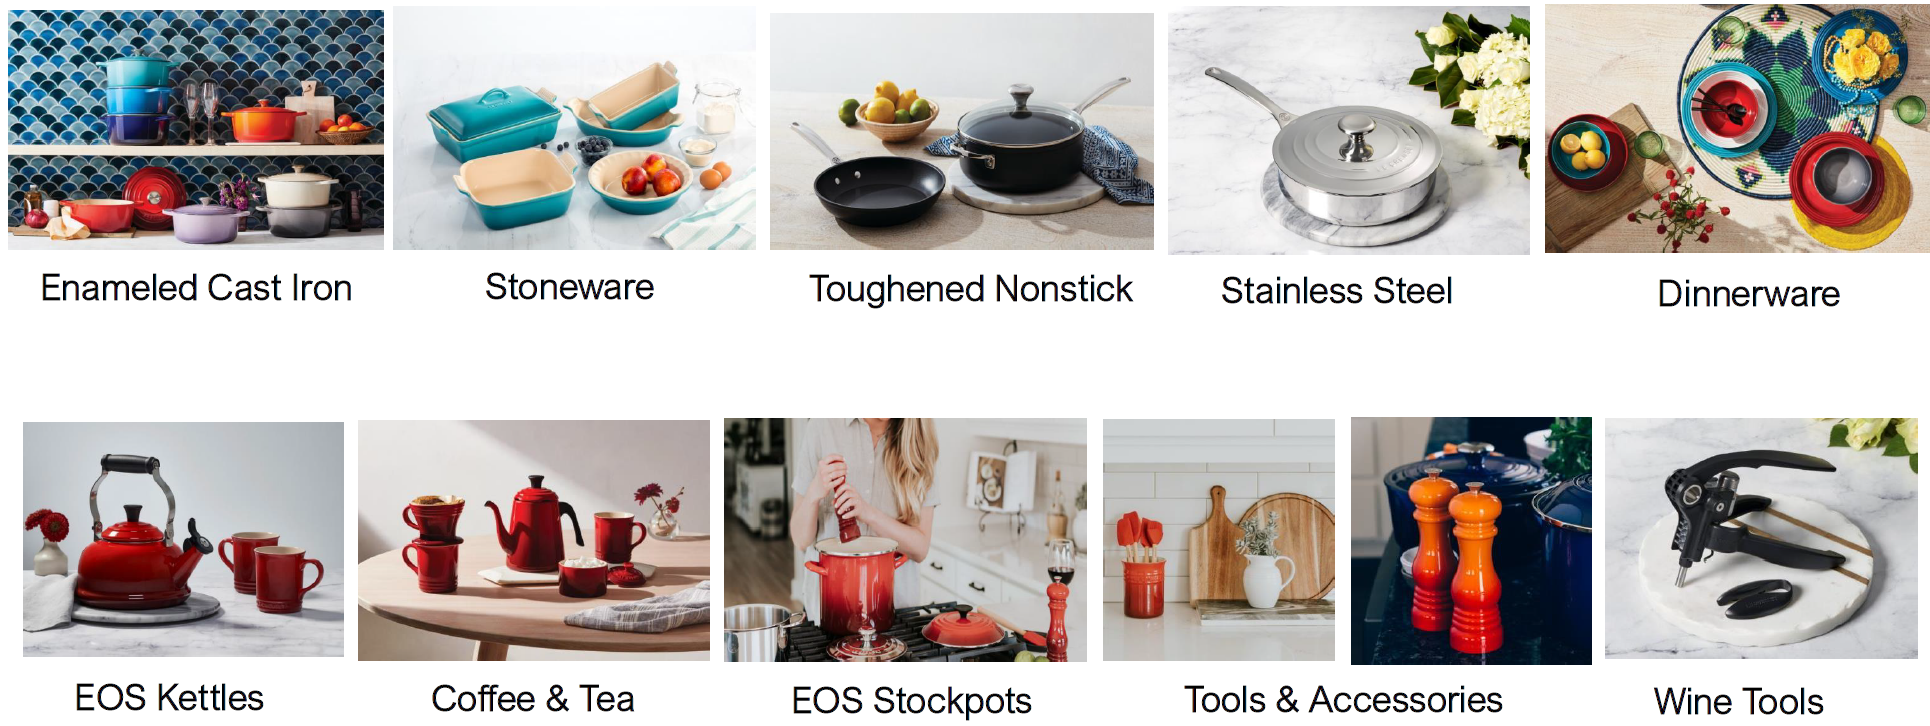 Enameled Cast Iron
Stoneware
Toughened Nonstick
Stainless Steel
Dinnerware
EOS Kettles
Coffee & Tea
EOS Stockpots
Tools & Accessories
Wine Tools